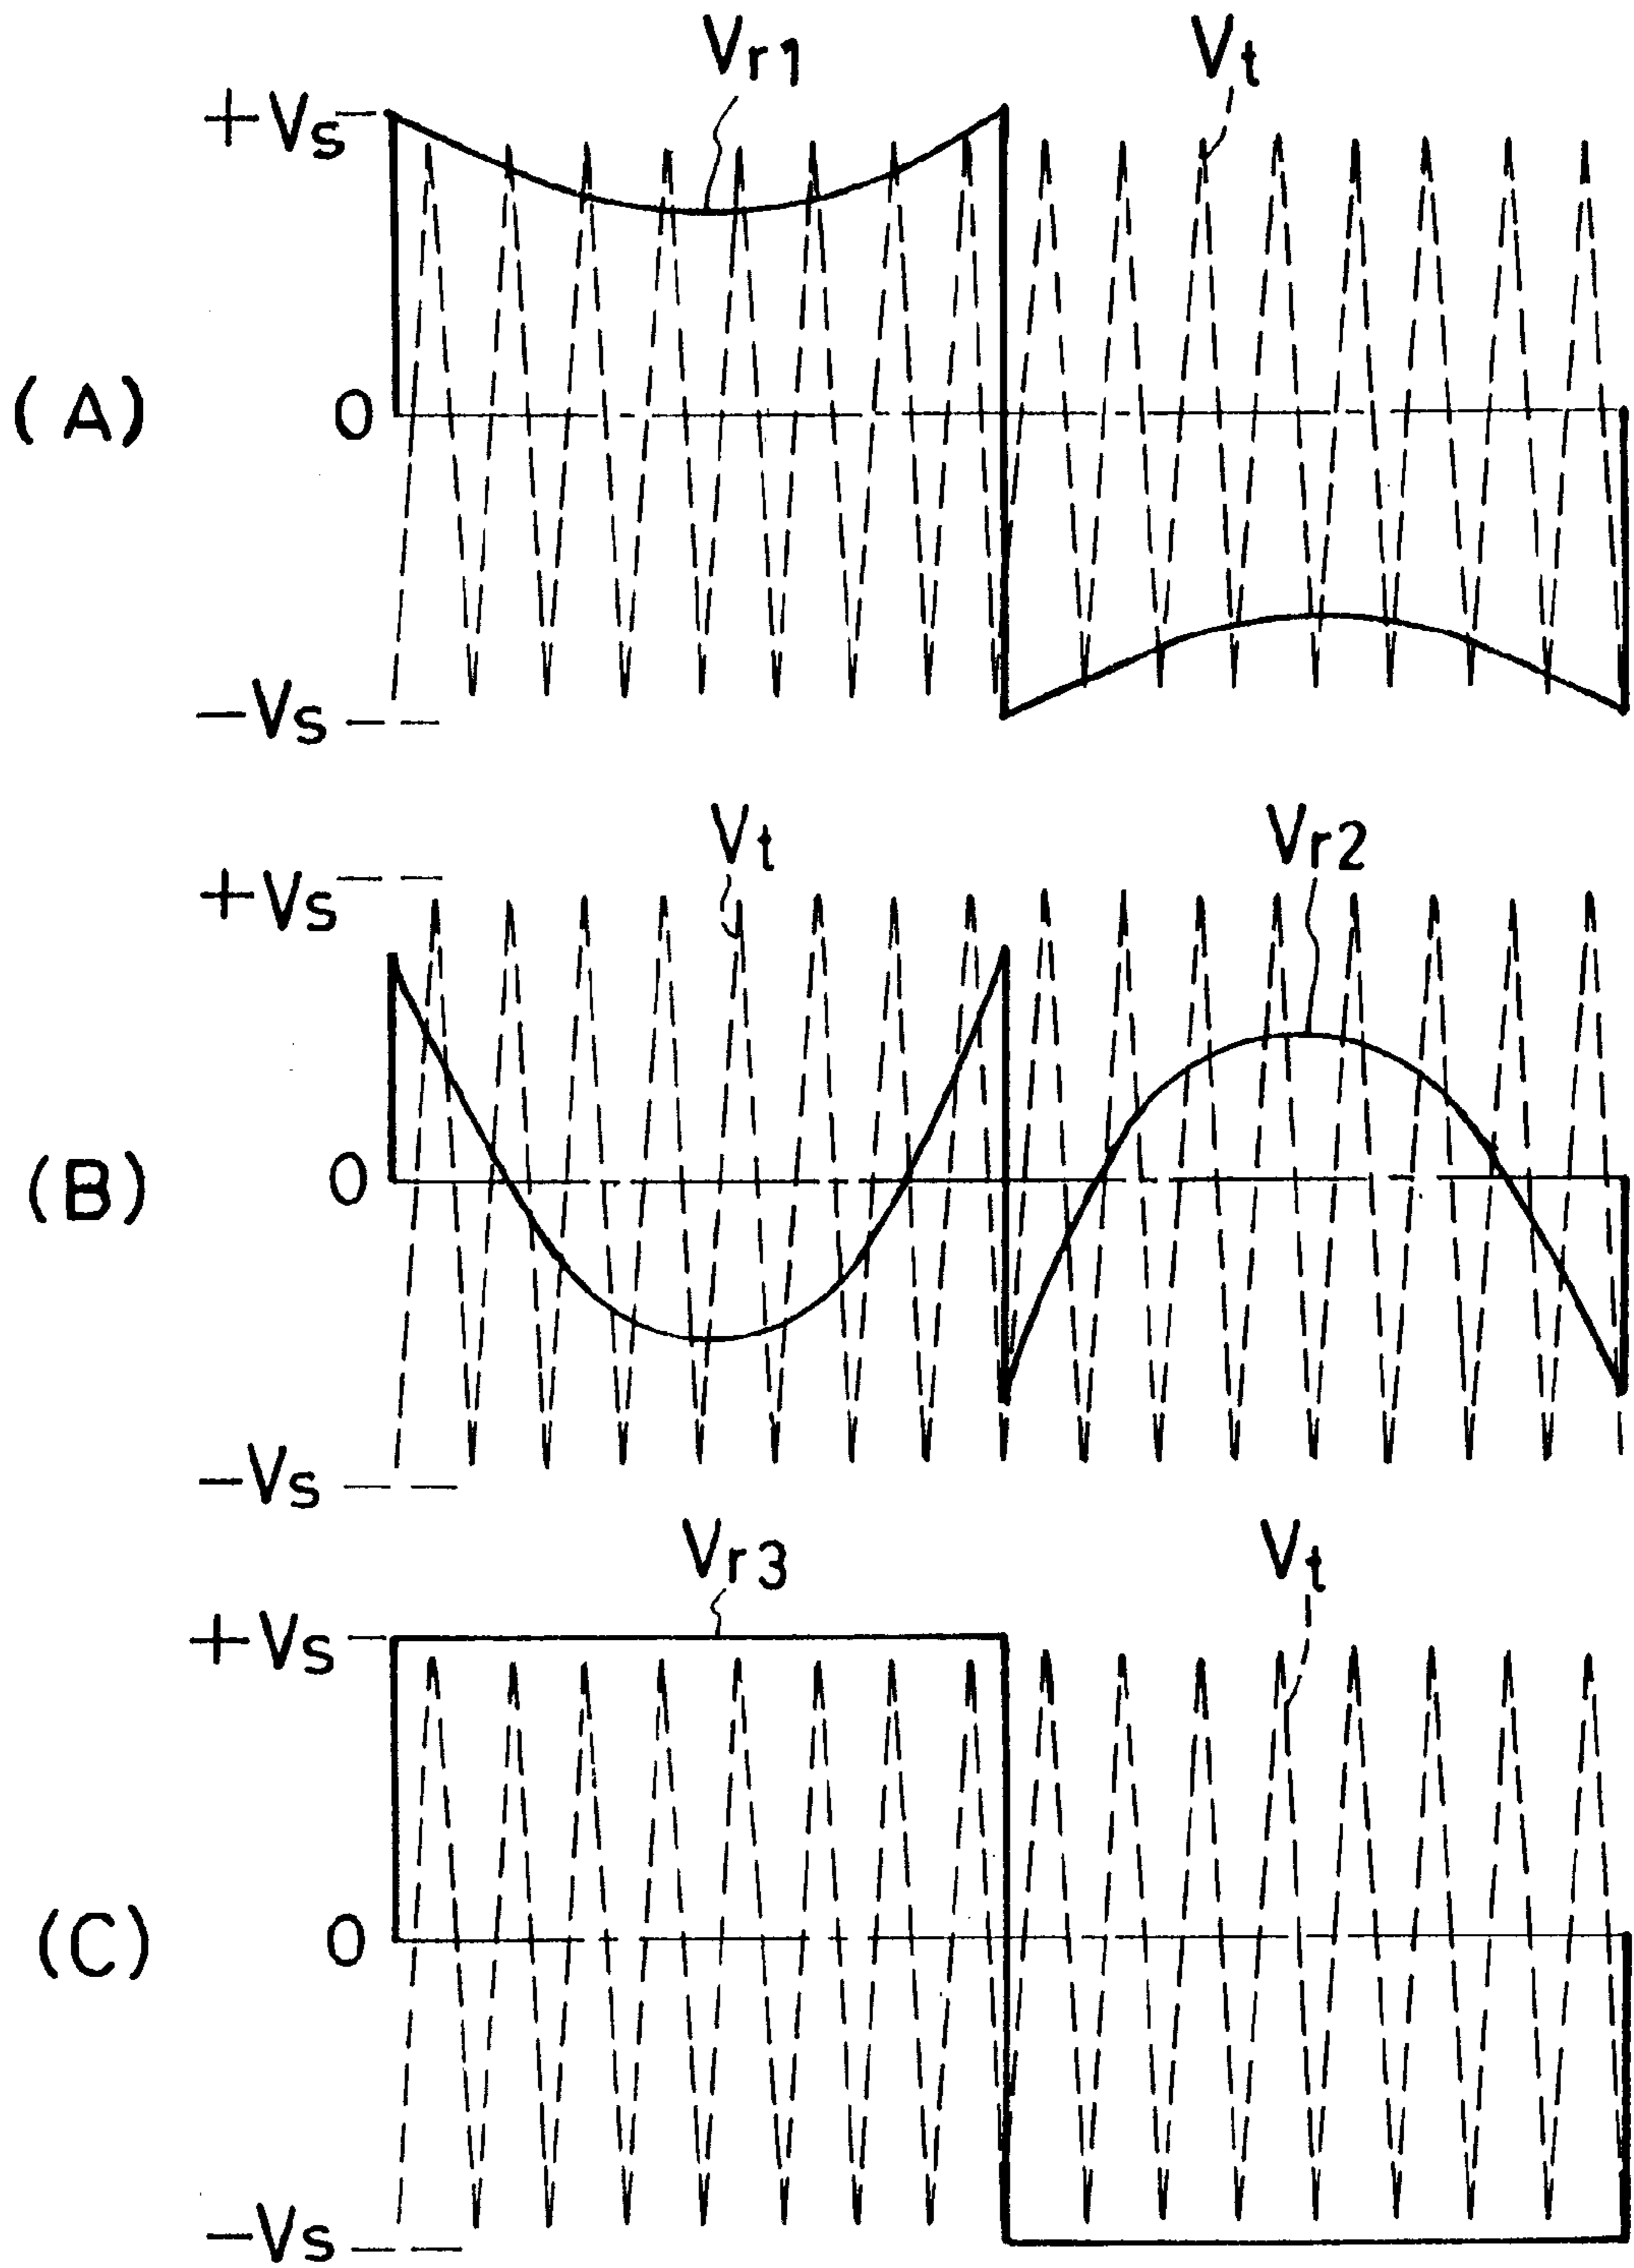 Vr1 Vt
+Vs
(A) 0
−Vs
Vt Vr2
+Vs
(B) 0
−Vs
Vr3 Vt
+Vs
(C) 0
−Vs